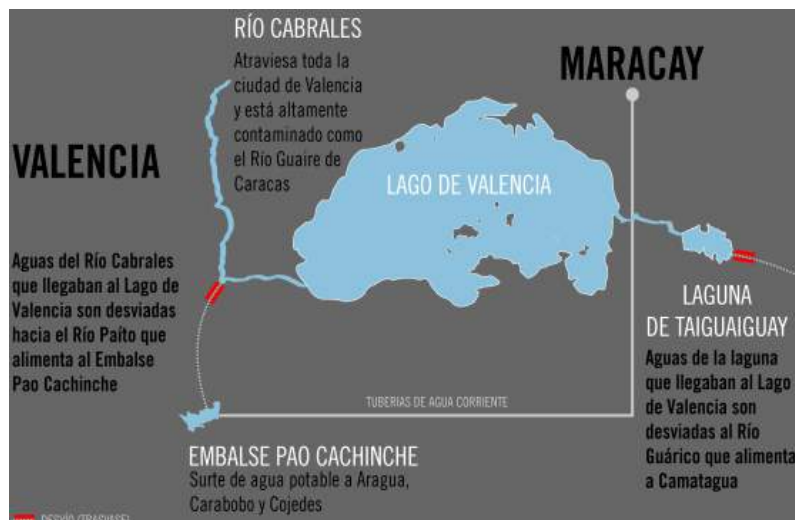 RÍO CABRALES
Atraviesa toda la
ciudad de Valencia
y está altamente
contaminado como
el Río Guaire de
Caracas
MARACAY
VALENCIA
LAGO DE VALENCIA
Aguas del Río Cabrales
que llegaban al Lago de
Valencia son desviadas
hacia el Río Paíto que
alimenta al Embalse
Pao Cachinche
LAGUNA
DE TAIGUAIGUAY
Aguas de la laguna
que llegaban al Lago
de Valencia son
desviadas al Río
Guárico que alimenta
a Camatagua
TUBERIAS DE AGUA CORRIENTE
EMBALSE PAO CACHINCHE
Surte de agua potable a Aragua,
Carabobo y Cojedes
DESVÍO (TRASVASE)